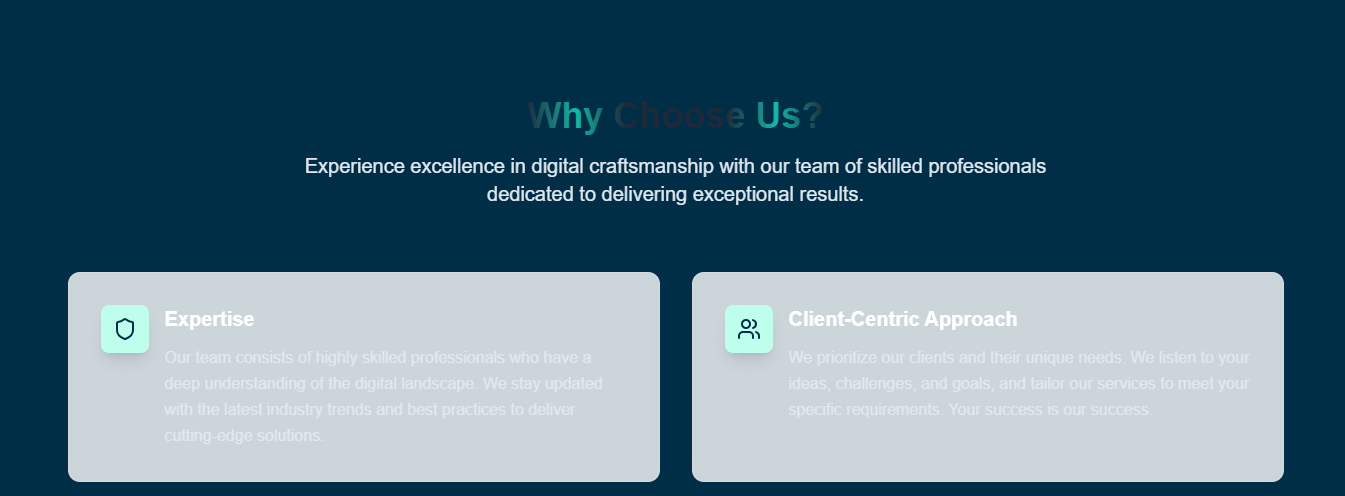 Why Choose Us?
Experience excellence in digital craftsmanship with our team of skilled professionals
dedicated to delivering exceptional results.
Expertise
Our team consists of highly skilled professionals who have a
deep understanding of the digital landscape. We stay updated
with the latest industry trends and best practices to deliver
cutting-edge solutions.
Client-Centric Approach
We prioritize our clients and their unique needs. We listen to your
ideas, challenges, and goals, and tailor our services to meet your
specific requirements. Your success is our success.